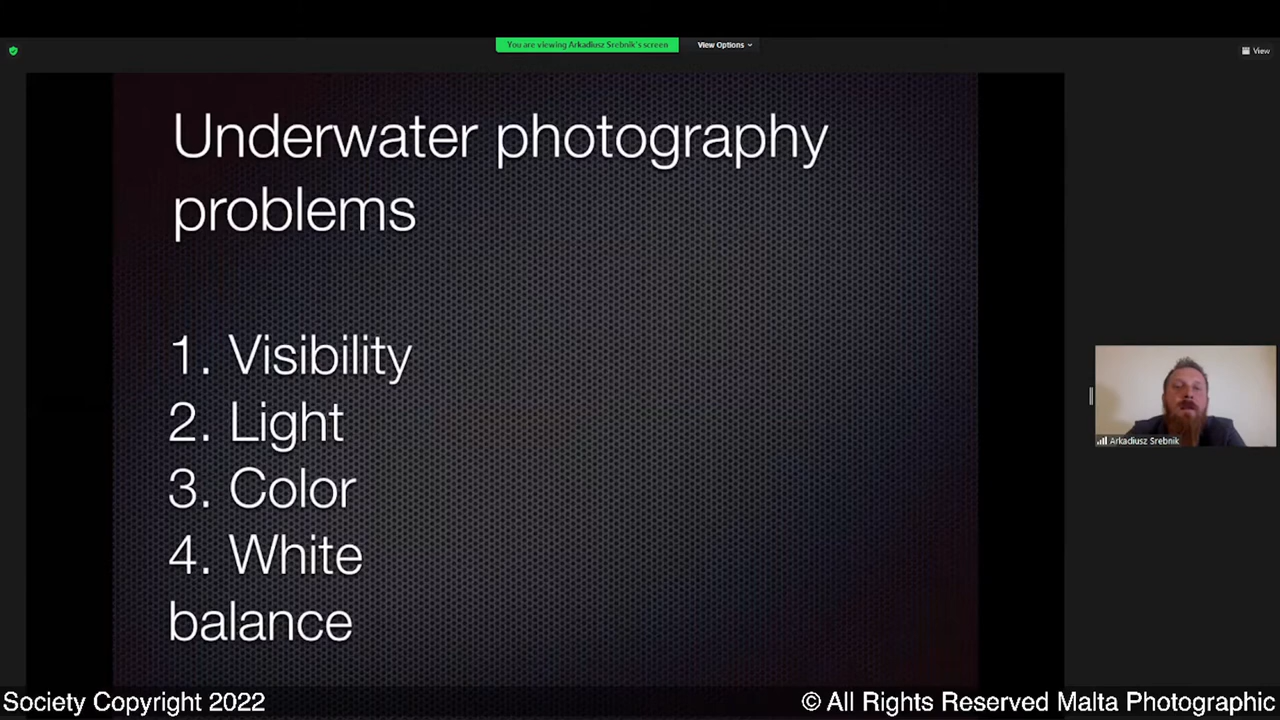 You are viewing Arkadiusz Srebnik's screen
View Options
View
Underwater photography
problems
1. Visibility
2. Light
3. Color
4. White
balance
Arkadiusz Srebnik
Society Copyright 2022
© All Rights Reserved Malta Photographic